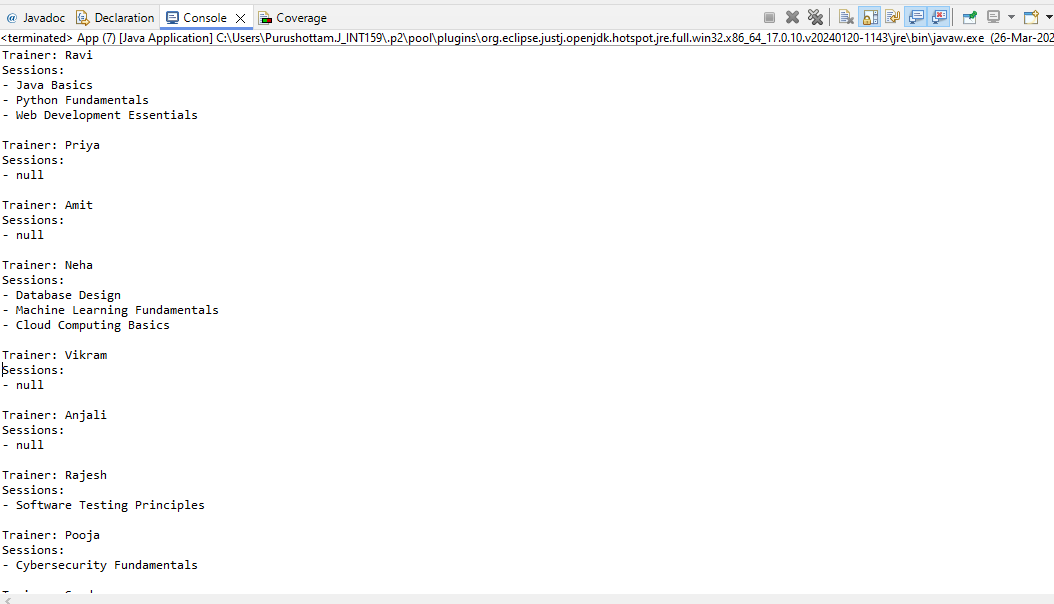 @ Javadoc Declaration Console Coverage
<terminated> App (7) [Java Application] C:\Users\Purushottam.J_INT159\.p2\pool\plugins\org.eclipse.justj.openjdk.hotspot.jre.full.win32.x86_64_17.0.10.v20240120-1143\jre\bin\javaw.exe (26-Mar-202
Trainer: Ravi
Sessions:
- Java Basics
- Python Fundamentals
- Web Development Essentials
Trainer: Priya
Sessions:
- null
Trainer: Amit
Sessions:
- null
Trainer: Neha
Sessions:
- Database Design
- Machine Learning Fundamentals
- Cloud Computing Basics
Trainer: Vikram
Sessions:
- null
Trainer: Anjali
Sessions:
- null
Trainer: Rajesh
Sessions:
- Software Testing Principles
Trainer: Pooja
Sessions:
- Cybersecurity Fundamentals